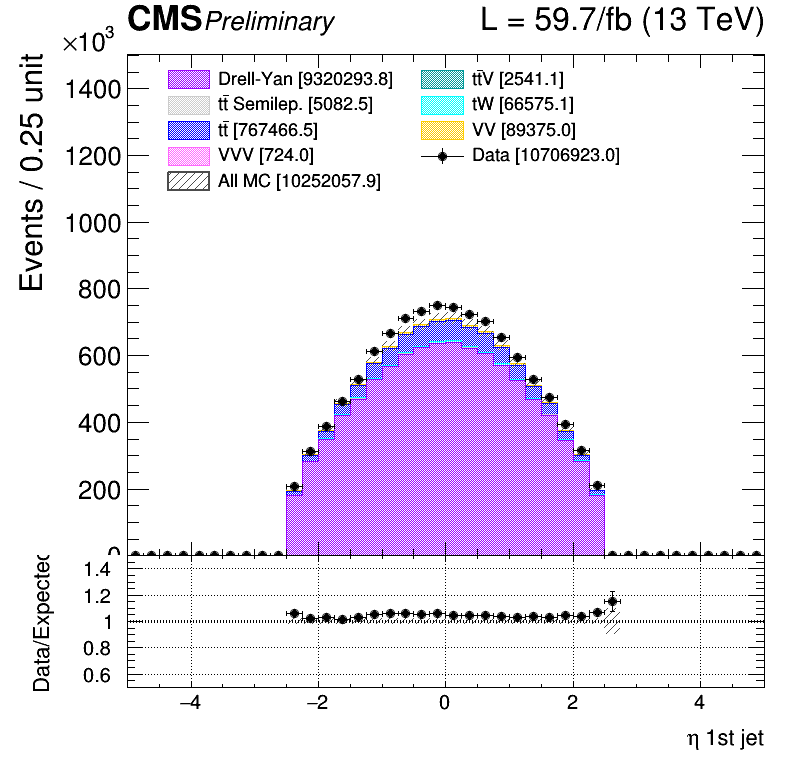 CMS Preliminary L = 59.7/fb (13 TeV)
×10³
Events / 0.25 unit
1400
1200
1000
800
600
400
200
0
Drell-Yan [9320293.8]
tt̄ Semilep. [5082.5]
tt̄ [767466.5]
VVV [724.0]
All MC [10252057.9]
tt̄V [2541.1]
tW [66575.1]
VV [89375.0]
Data [10706923.0]
Data/Expected
1.4
1.2
1
0.8
0.6
−4 −2 0 2 4
η 1st jet